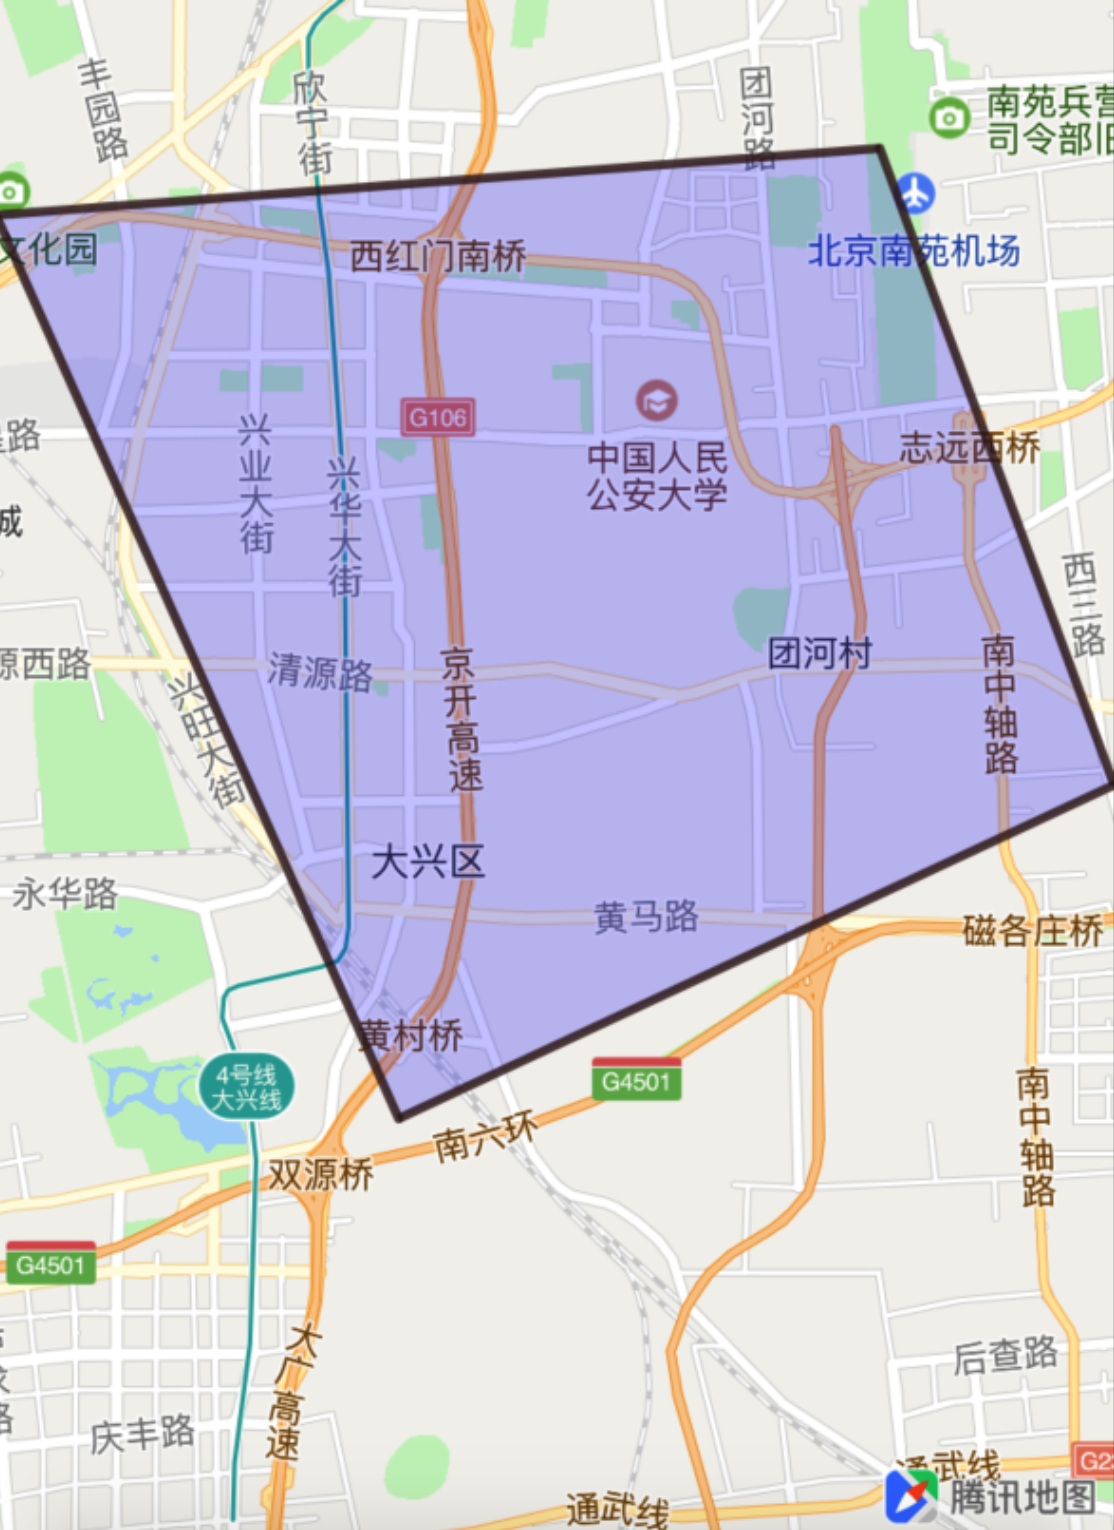 丰园路
欣宁街
团河路
南苑兵营
司令部旧
文化园
西红门南桥
北京南苑机场
G106
兴业大街
兴华大街
中国人民
公安大学
志远西桥
路
城
西三路
源西路
清源路
团河村
南中轴路
兴旺大街
京开高速
大兴区
永华路
黄马路
磁各庄桥
黄村桥
4号线
大兴线
G4501
南六环
南中轴路
双源桥
G4501
大广高速
后查路
路
庆丰路
通武线
G23
通武线
腾讯地图